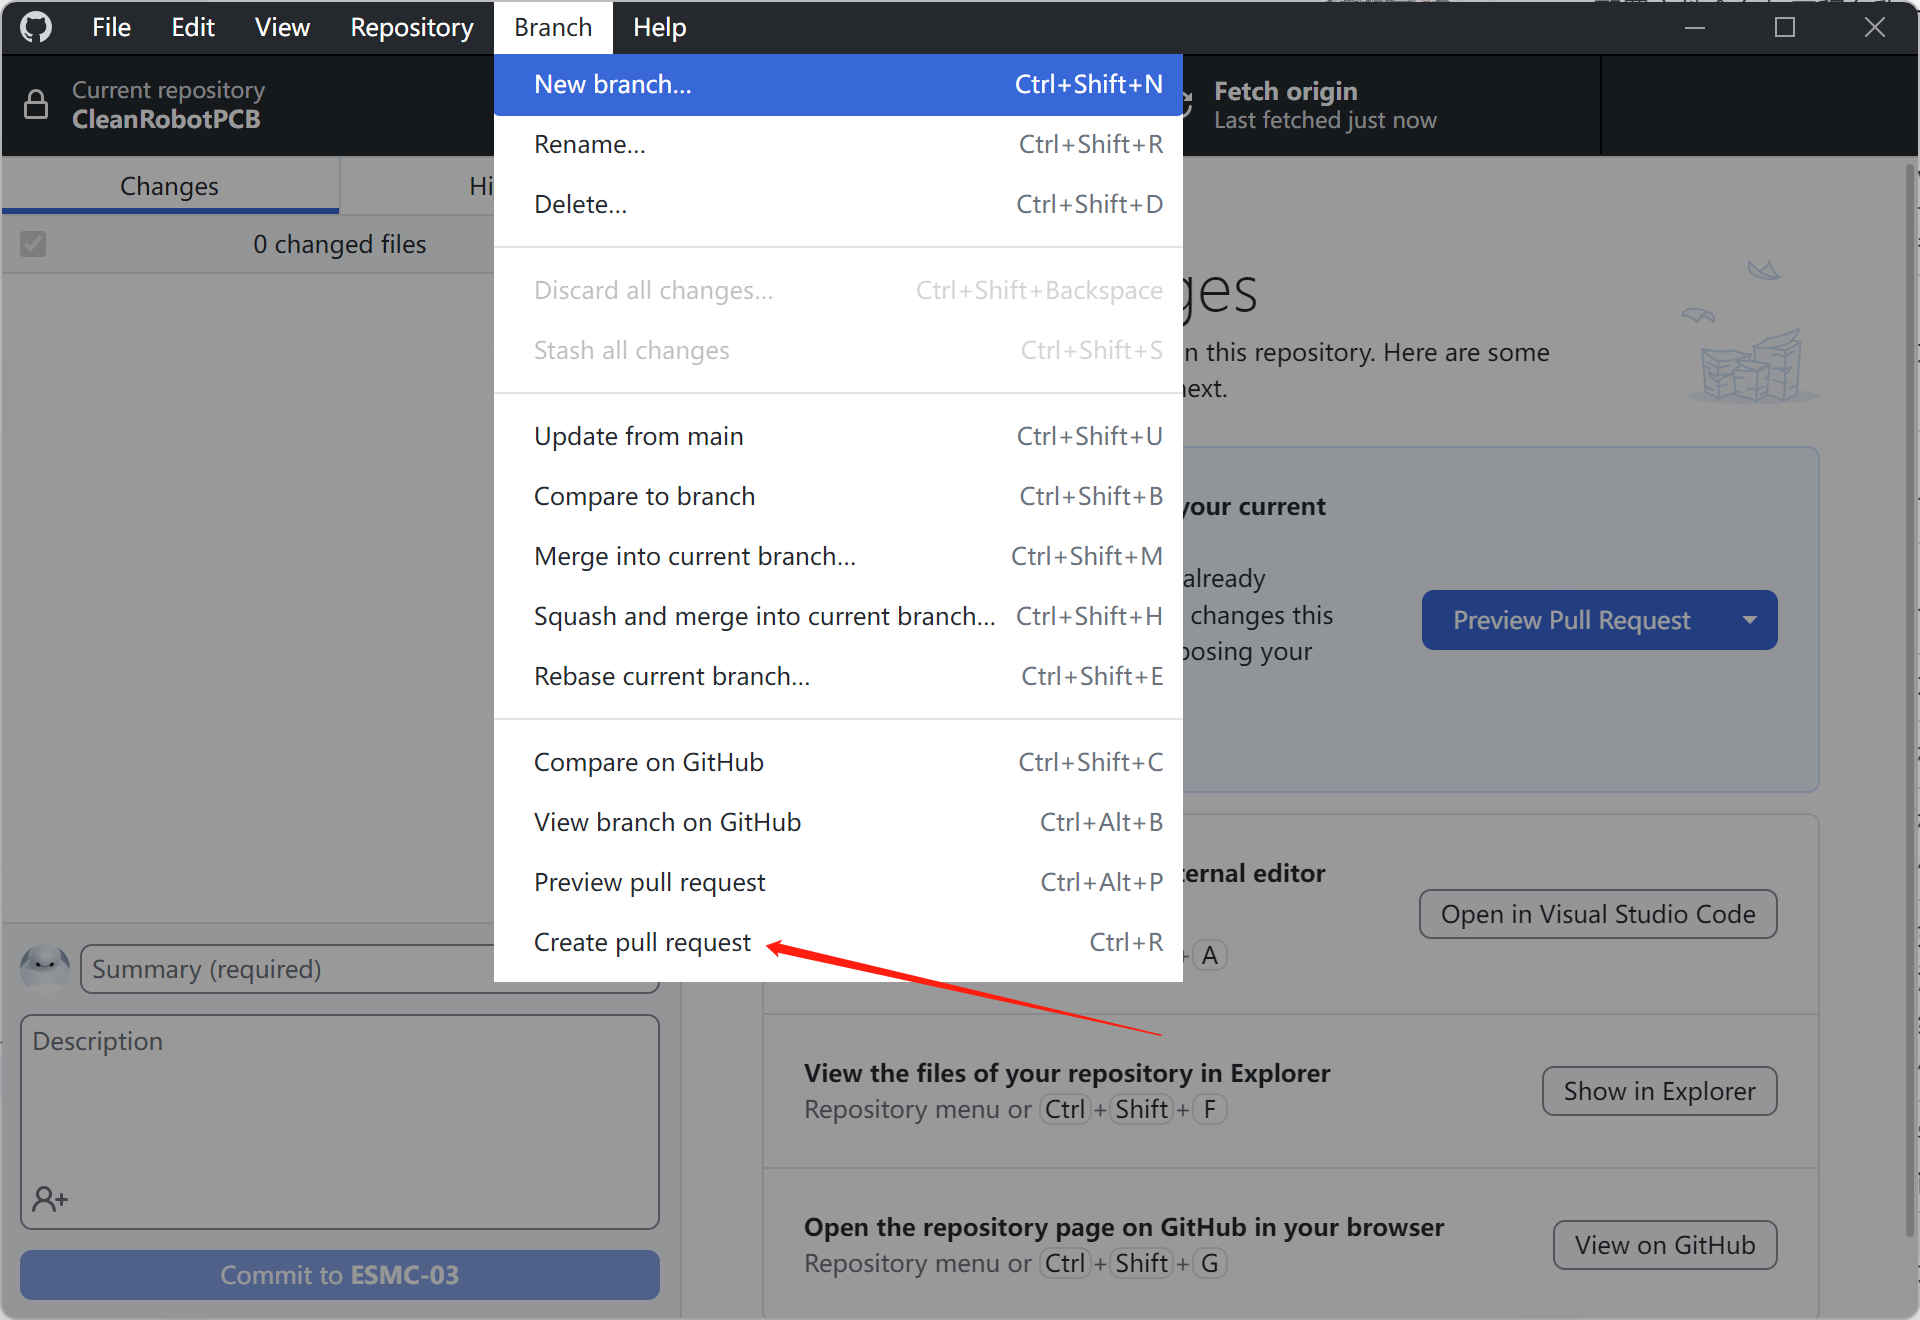 File Edit View Repository Branch Help
Current repository
CleanRobotPCB
Fetch origin
Last fetched just now
Changes
0 changed files
New branch... Ctrl+Shift+N
Rename... Ctrl+Shift+R
Delete... Ctrl+Shift+D
Discard all changes... Ctrl+Shift+Backspace
Stash all changes Ctrl+Shift+S
Update from main Ctrl+Shift+U
Compare to branch Ctrl+Shift+B
Merge into current branch... Ctrl+Shift+M
Squash and merge into current branch... Ctrl+Shift+H
Rebase current branch... Ctrl+Shift+E
Compare on GitHub Ctrl+Shift+C
View branch on GitHub Ctrl+Alt+B
Preview pull request Ctrl+Alt+P
Create pull request Ctrl+R
this repository. Here are some
your current
already
changes this
your
Preview Pull Request
editor
Open in Visual Studio Code
A
View the files of your repository in Explorer
Repository menu or Ctrl + Shift + F
Show in Explorer
Open the repository page on GitHub in your browser
Repository menu or Ctrl + Shift + G
View on GitHub
Summary (required)
Description
Commit to ESMC-03